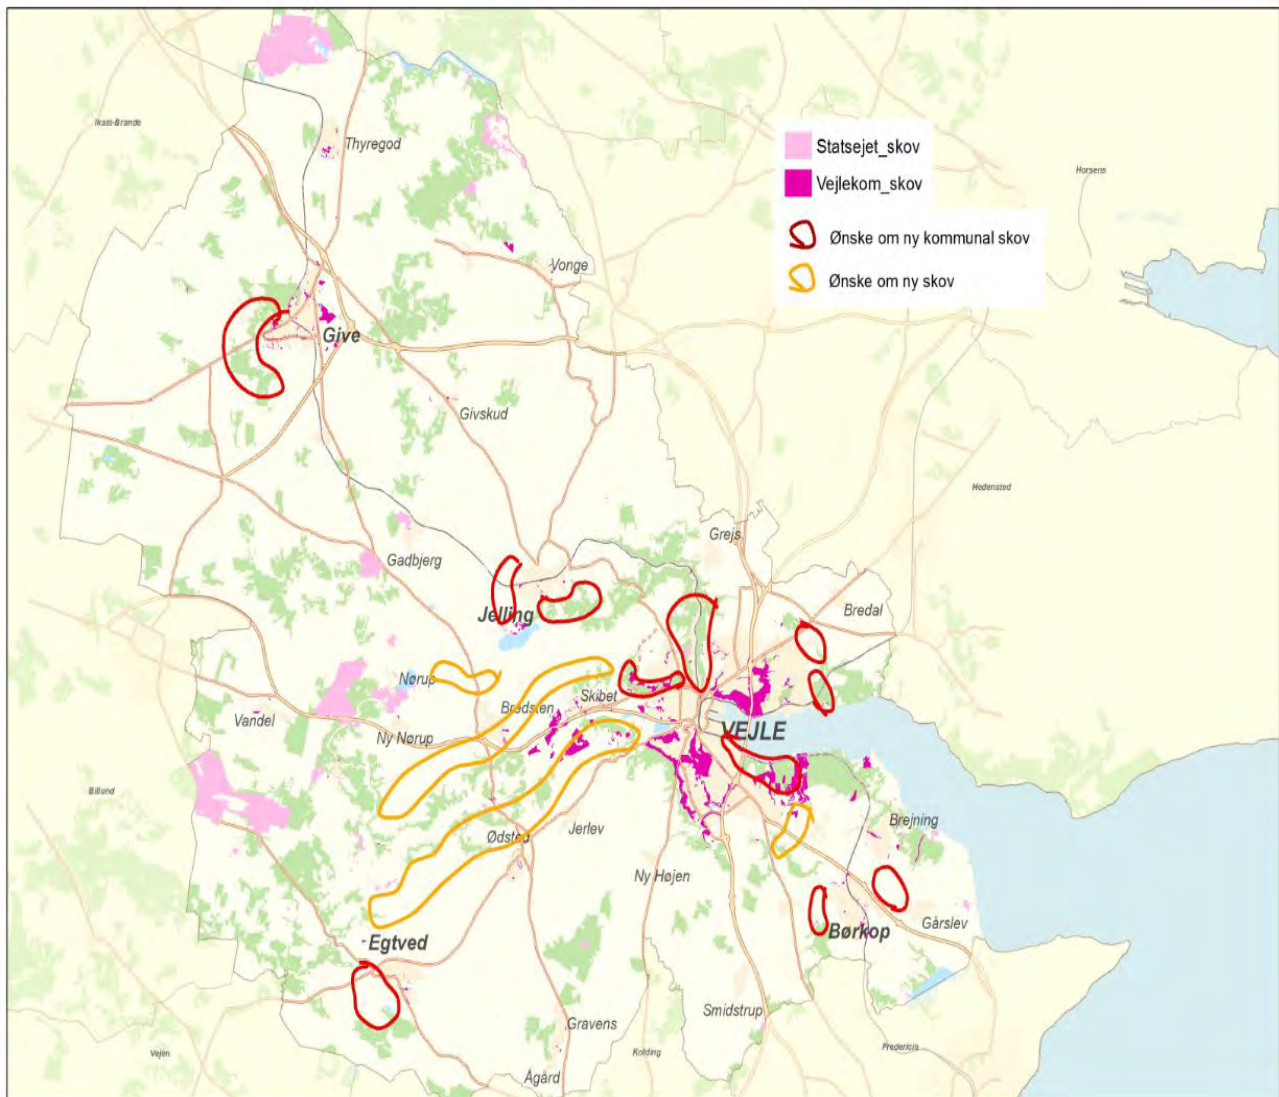 Ikast-Brande
Thyregod
Statsejet_skov
Vejlekom_skov
Horsens
Ønske om ny kommunal skov
Ønske om ny skov
Vonge
Give
Givskud
Hedensted
Grejs
Gadbjerg
Bredal
Jelling
Nørup
Skibet
Bredsten
Vandel
Ny Nørup
VEJLE
Billund
Brejning
Ødsted
Jerlev
Ny Højen
Gårslev
Børkop
Egtved
Smidstrup
Gravens
Vejen
Kolding
Fredericia
Ågård